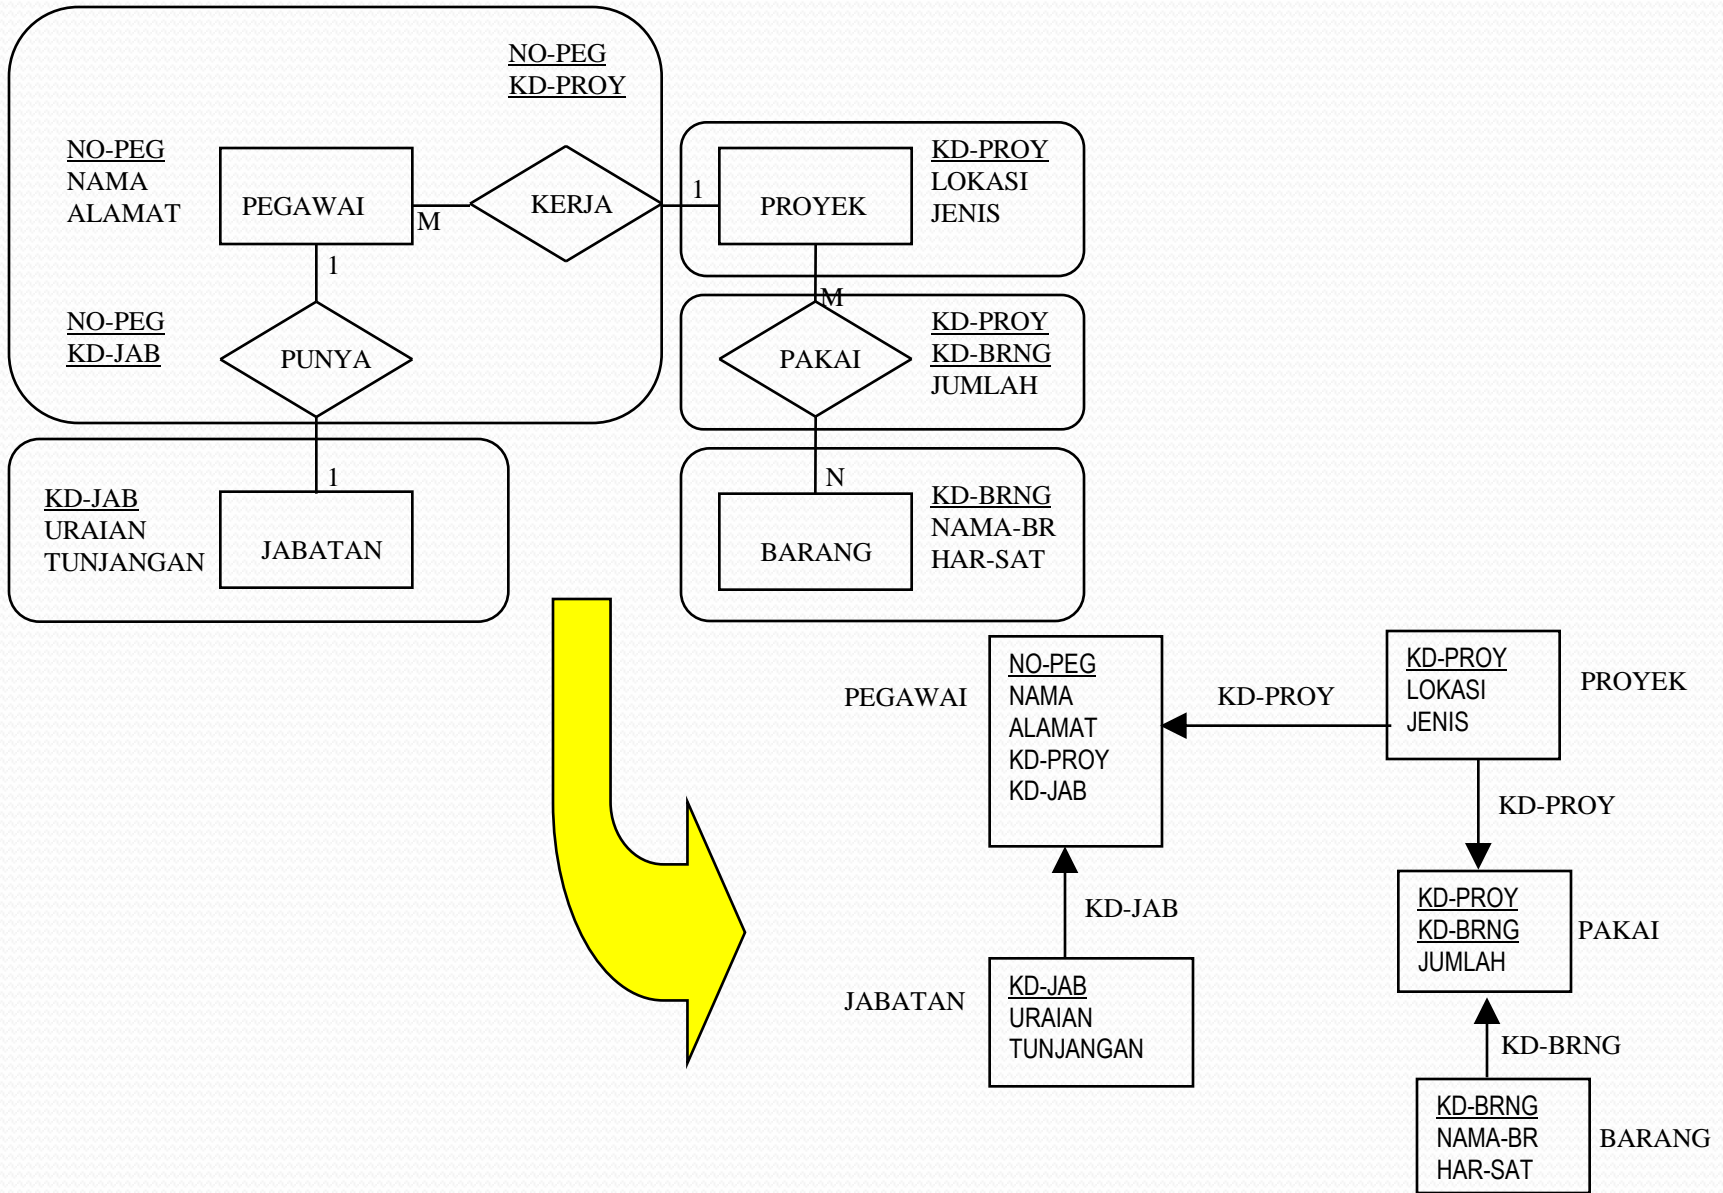 NO-PEG
KD-PROY
NO-PEG
NAMA
ALAMAT
PEGAWAI
M
KERJA
1
PROYEK
KD-PROY
LOKASI
JENIS
1
M
NO-PEG
KD-JAB
PUNYA
PAKAI
KD-PROY
KD-BRNG
JUMLAH
1
N
KD-JAB
URAIAN
TUNJANGAN
JABATAN
BARANG
KD-BRNG
NAMA-BR
HAR-SAT
PEGAWAI
NO-PEG
NAMA
ALAMAT
KD-PROY
KD-JAB
KD-PROY
KD-PROY
LOKASI
JENIS
PROYEK
KD-PROY
KD-JAB
KD-PROY
KD-BRNG
JUMLAH
PAKAI
JABATAN
KD-JAB
URAIAN
TUNJANGAN
KD-BRNG
KD-BRNG
NAMA-BR
HAR-SAT
BARANG